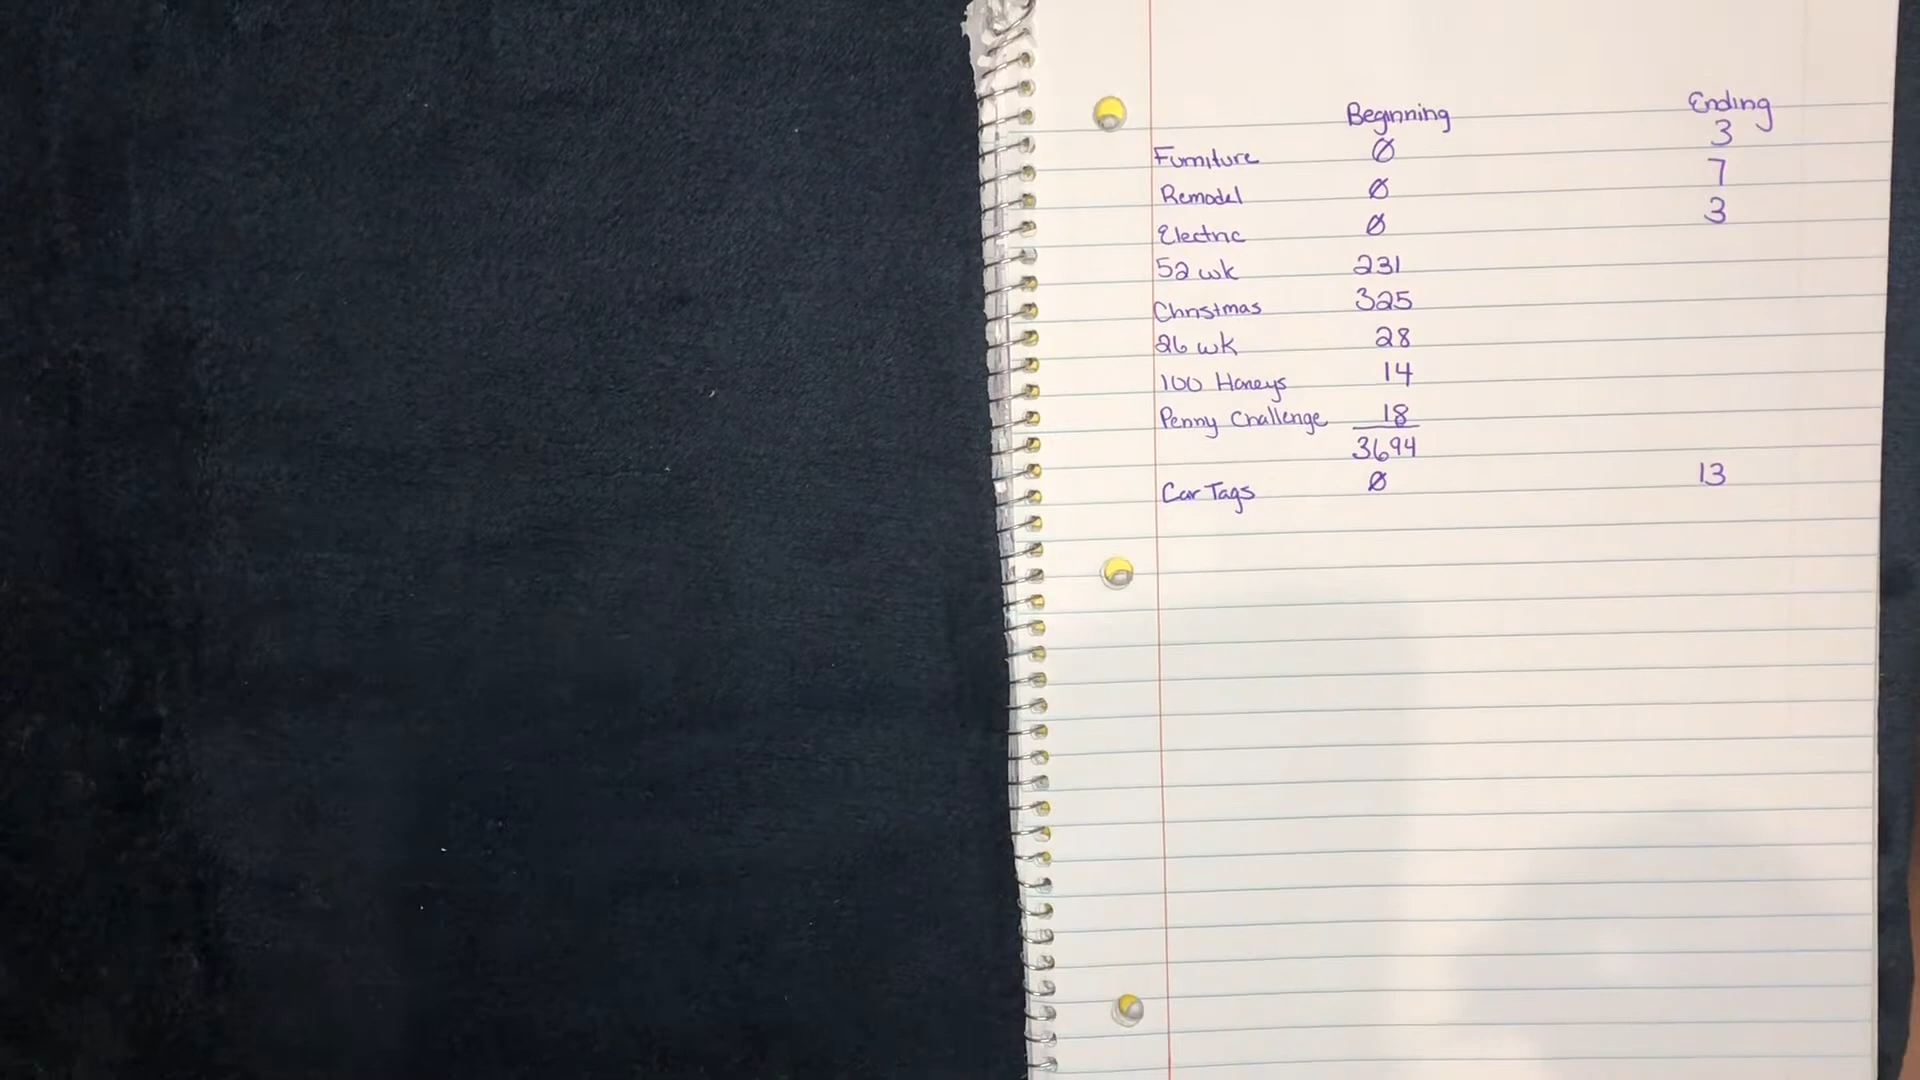 Beginning Ending
Furniture Ø 3
Remodel Ø 7
Electric Ø 3
52 wk 231
Christmas 325
26 wk 28
100 Honeys 14
Penny Challenge 18
3694
Car Tags Ø 13